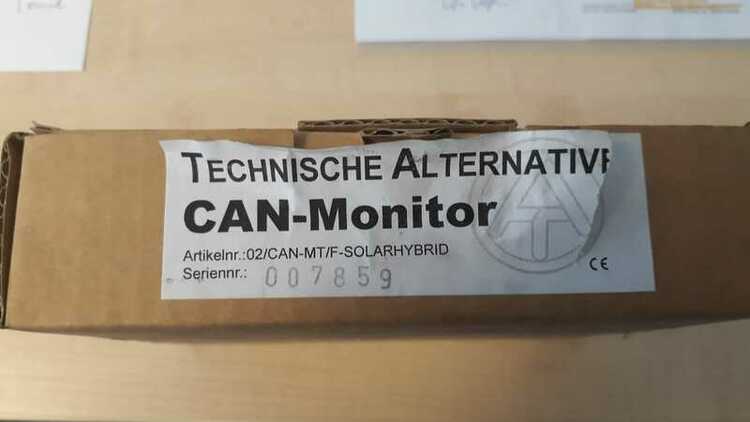 TECHNISCHE ALTERNATIVE
CAN-Monitor
Artikelnr.:02/CAN-MT/F-SOLARHYBRID
Seriennr.: 007859
CE